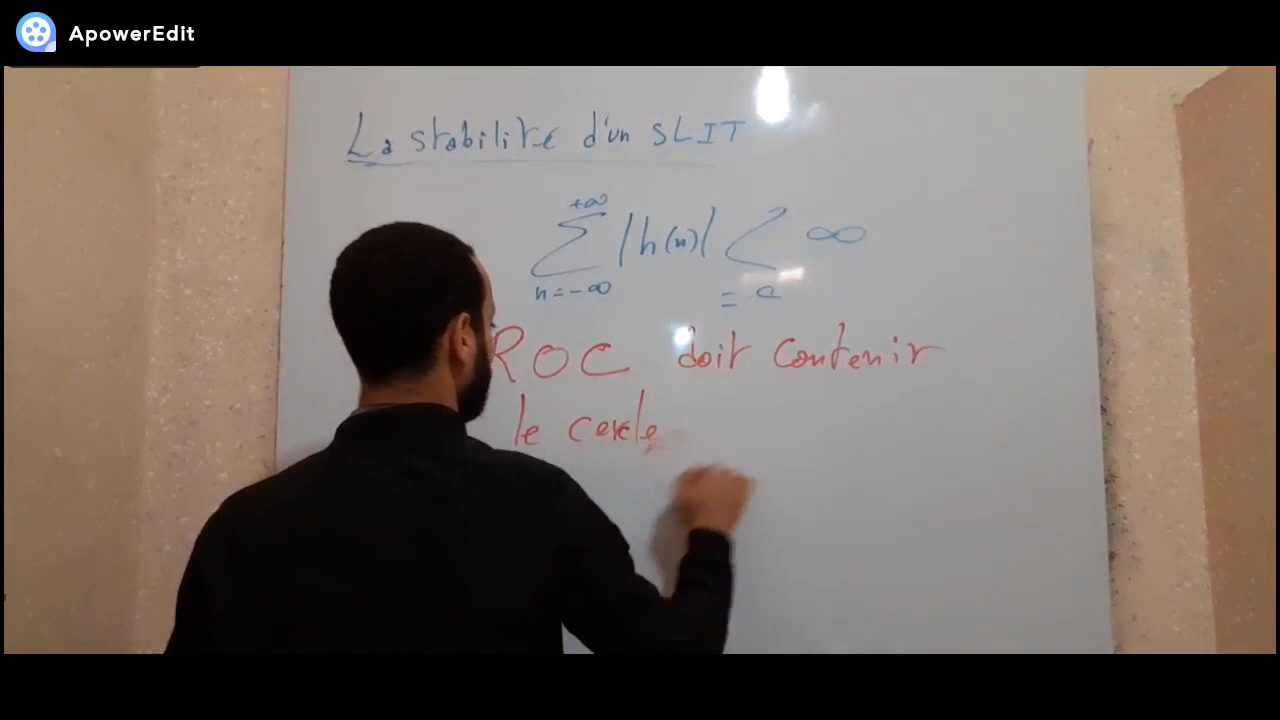 ApowerEdit
La stabilité d'un SLIT
+∞
∑ |h(n)| < ∞
n=-∞ = c
ROC doit contenir
le cercle